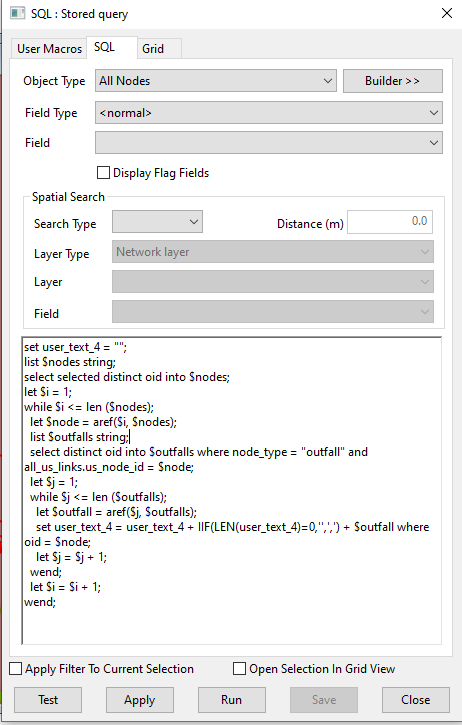 SQL : Stored query
User Macros SQL Grid
Object Type All Nodes Builder >>
Field Type <normal>
Field
Display Flag Fields
Spatial Search
Search Type Distance (m) 0.0
Layer Type Network layer
Layer
Field
set user_text_4 = "";
list $nodes string;
select selected distinct oid into $nodes;
let $i = 1;
while $i <= len ($nodes);
let $node = aref($i, $nodes);
list $outfalls string;
select distinct oid into $outfalls where node_type = "outfall" and
all_us_links.us_node_id = $node;
let $j = 1;
while $j <= len ($outfalls);
let $outfall = aref($j, $outfalls);
set user_text_4 = user_text_4 + IIF(LEN(user_text_4)=0,'',',') + $outfall where
oid = $node;
let $j = $j + 1;
wend;
let $i = $i + 1;
wend;
Apply Filter To Current Selection Open Selection In Grid View
Test Apply Run Save Close